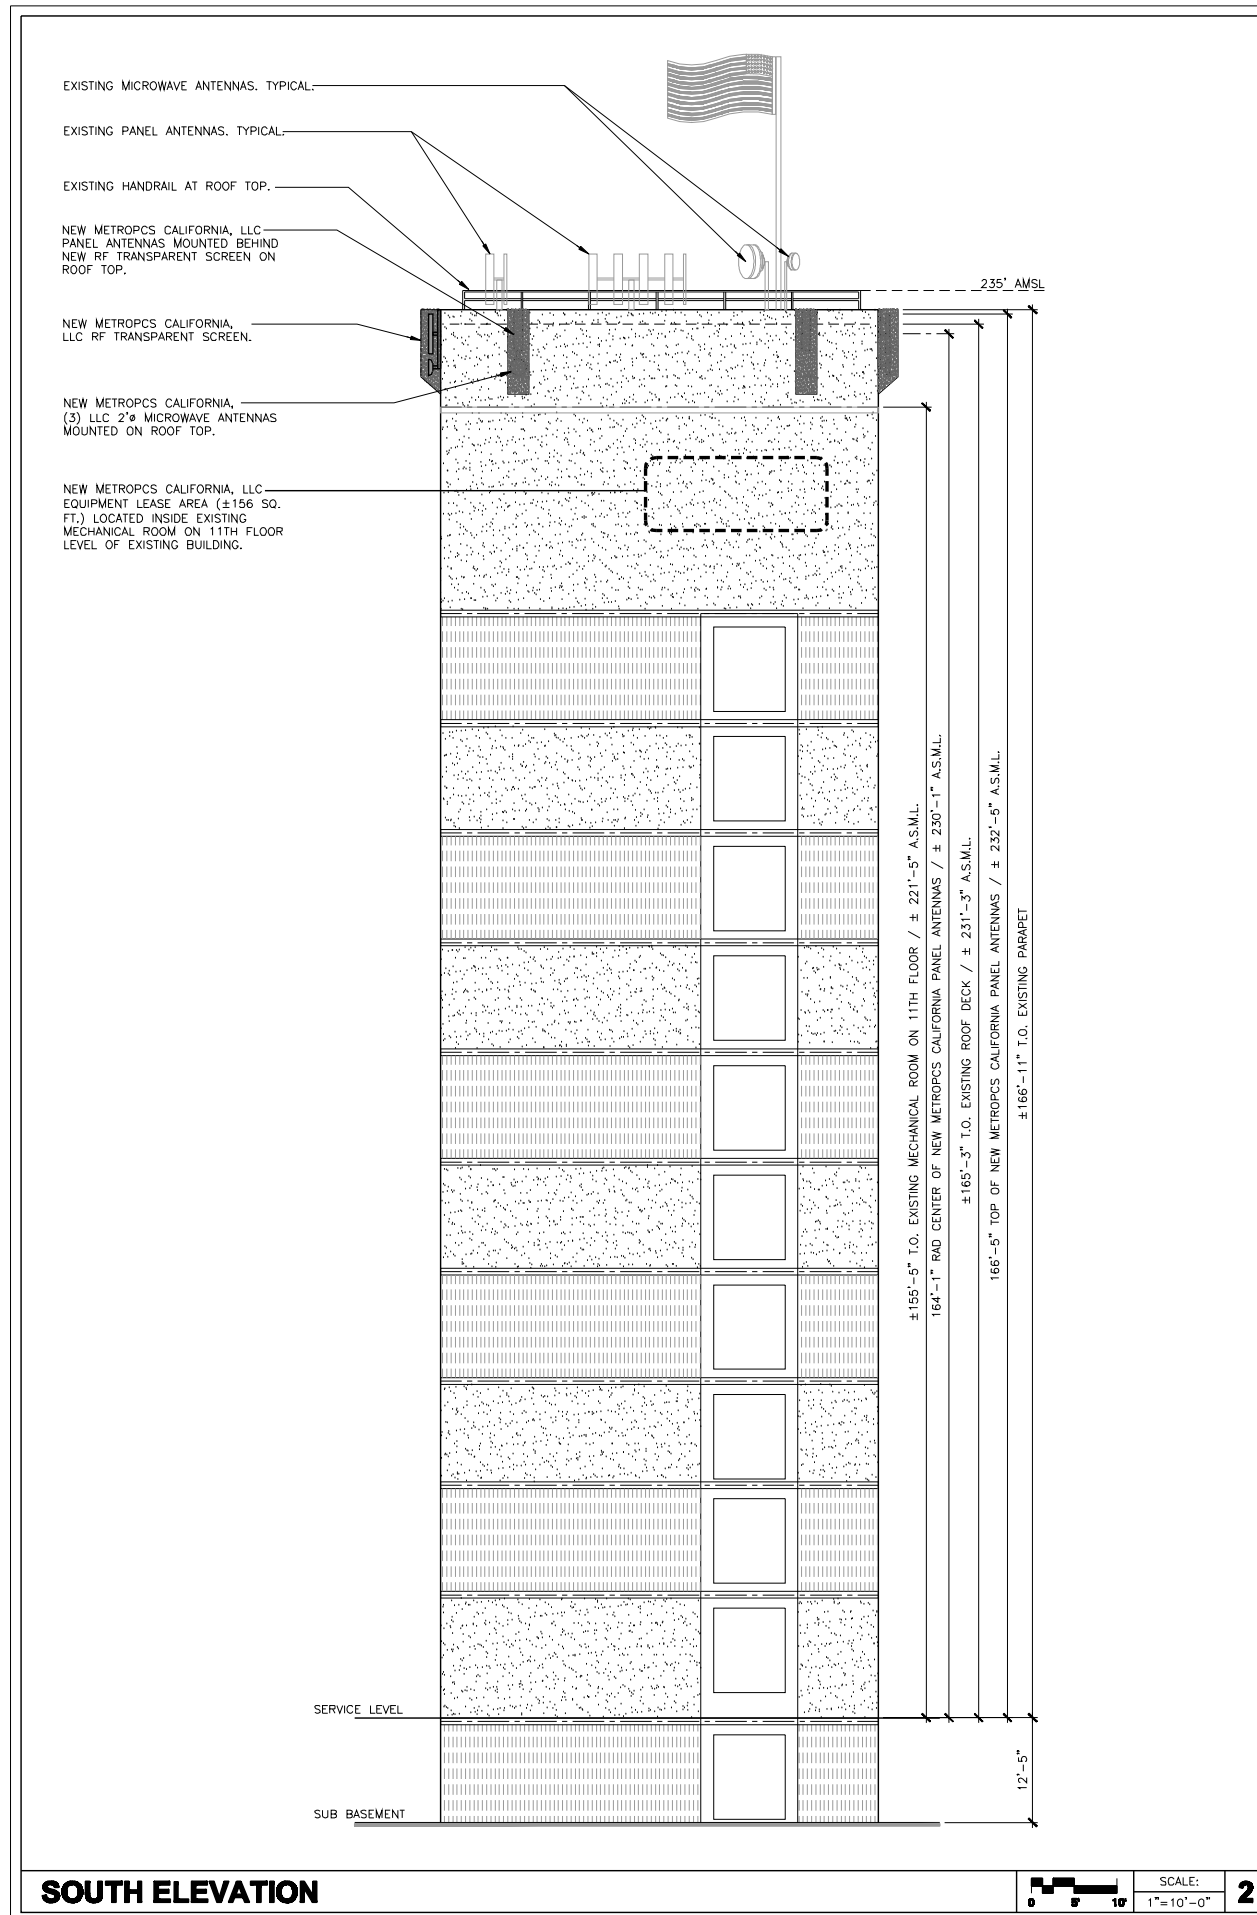 EXISTING MICROWAVE ANTENNAS. TYPICAL.
EXISTING PANEL ANTENNAS. TYPICAL.
EXISTING HANDRAIL AT ROOF TOP.
NEW METROPCS CALIFORNIA, LLC
PANEL ANTENNAS MOUNTED BEHIND
NEW RF TRANSPARENT SCREEN ON
ROOF TOP.
235' AMSL
NEW METROPCS CALIFORNIA,
LLC RF TRANSPARENT SCREEN.
NEW METROPCS CALIFORNIA,
(3) LLC 2'ø MICROWAVE ANTENNAS
MOUNTED ON ROOF TOP.
NEW METROPCS CALIFORNIA, LLC
EQUIPMENT LEASE AREA (±156 SQ.
FT.) LOCATED INSIDE EXISTING
MECHANICAL ROOM ON 11TH FLOOR
LEVEL OF EXISTING BUILDING.
±155'-5" T.O. EXISTING MECHANICAL ROOM ON 11TH FLOOR / ± 221'-5" A.S.M.L.
164'-1" RAD CENTER OF NEW METROPCS CALIFORNIA PANEL ANTENNAS / ± 230'-1" A.S.M.L.
±165'-3" T.O. EXISTING ROOF DECK / ± 231'-3" A.S.M.L.
166'-5" TOP OF NEW METROPCS CALIFORNIA PANEL ANTENNAS / ± 232'-5" A.S.M.L.
±166'-11" T.O. EXISTING PARAPET
SERVICE LEVEL
12'-5"
SUB BASEMENT
SOUTH ELEVATION
0 5' 10'
SCALE:
1"=10'-0"
2